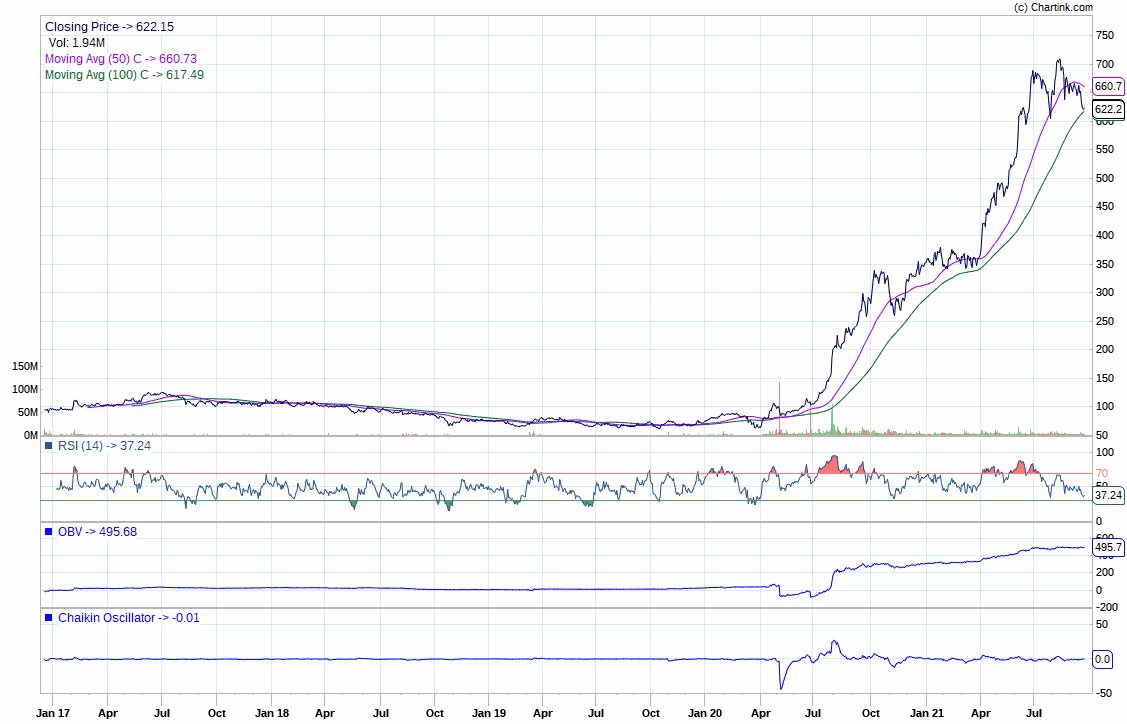 (c) Chartink.com
Closing Price -> 622.15
Vol: 1.94M
Moving Avg (50) C -> 660.73
Moving Avg (100) C -> 617.49
750
700
660.7
622.2
600
550
500
450
400
350
300
250
200
150
100
50
150M
100M
50M
0M
RSI (14) -> 37.24
100
70
50
37.24
0
OBV -> 495.68
600
495.7
400
200
0
-200
Chaikin Oscillator -> -0.01
50
0.0
-50
Jan 17 Apr Jul Oct Jan 18 Apr Jul Oct Jan 19 Apr Jul Oct Jan 20 Apr Jul Oct Jan 21 Apr Jul